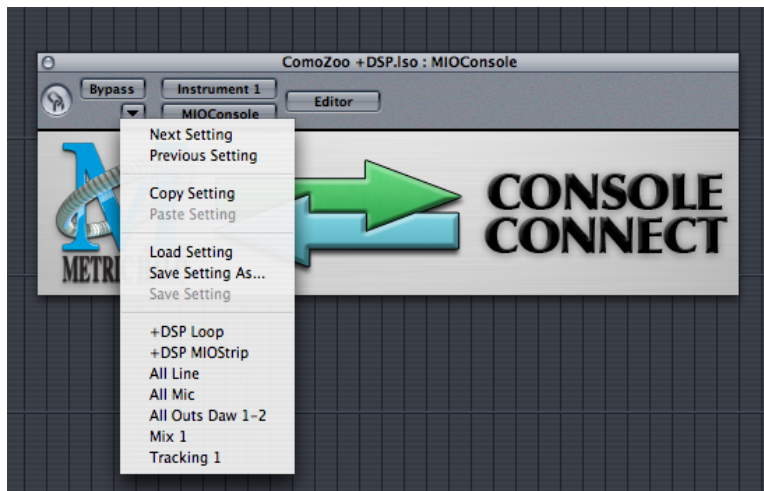 ComoZoo +DSP.lso : MIOConsole
Bypass
Instrument 1
MIOConsole
Editor
Next Setting
Previous Setting
Copy Setting
Paste Setting
Load Setting
Save Setting As...
Save Setting
+DSP Loop
+DSP MIOStrip
All Line
All Mic
All Outs Daw 1-2
Mix 1
Tracking 1
CONSOLE
CONNECT